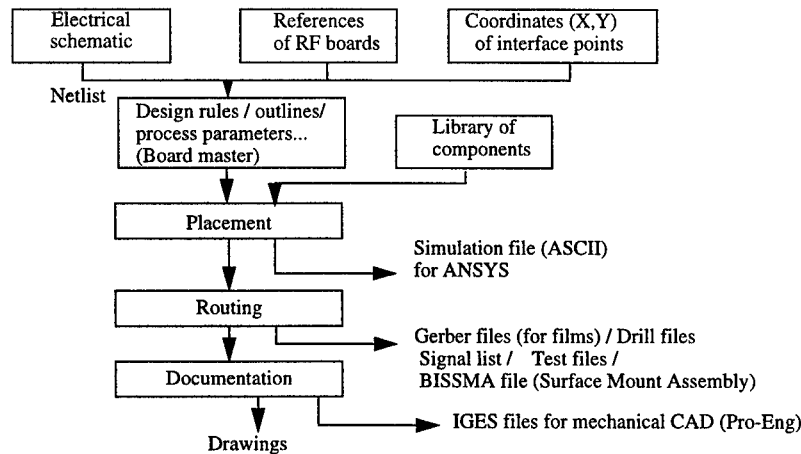 Electrical
schematic
References
of RF boards
Coordinates (X,Y)
of interface points
Netlist
Design rules / outlines/
process parameters...
(Board master)
Library of
components
Placement
Simulation file (ASCII)
for ANSYS
Routing
Gerber files (for films) / Drill files
Signal list / Test files /
BISSMA file (Surface Mount Assembly)
Documentation
IGES files for mechanical CAD (Pro-Eng)
Drawings